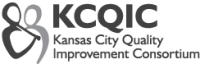 KCQIC
Kansas City Quality
Improvement Consortium